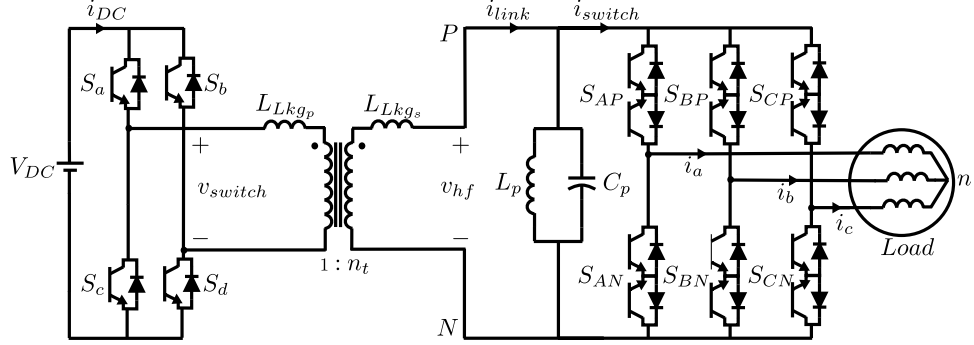 i_{DC}
i_{link}
i_{switch}
P
S_a
S_b
L_{Lkg_p}
L_{Lkg_s}
S_{AP}
S_{BP}
S_{CP}
V_{DC}
+
v_{switch}
−
+
v_{hf}
−
L_p
C_p
i_a
i_b
i_c
n
Load
1 : n_t
S_c
S_d
S_{AN}
S_{BN}
S_{CN}
N